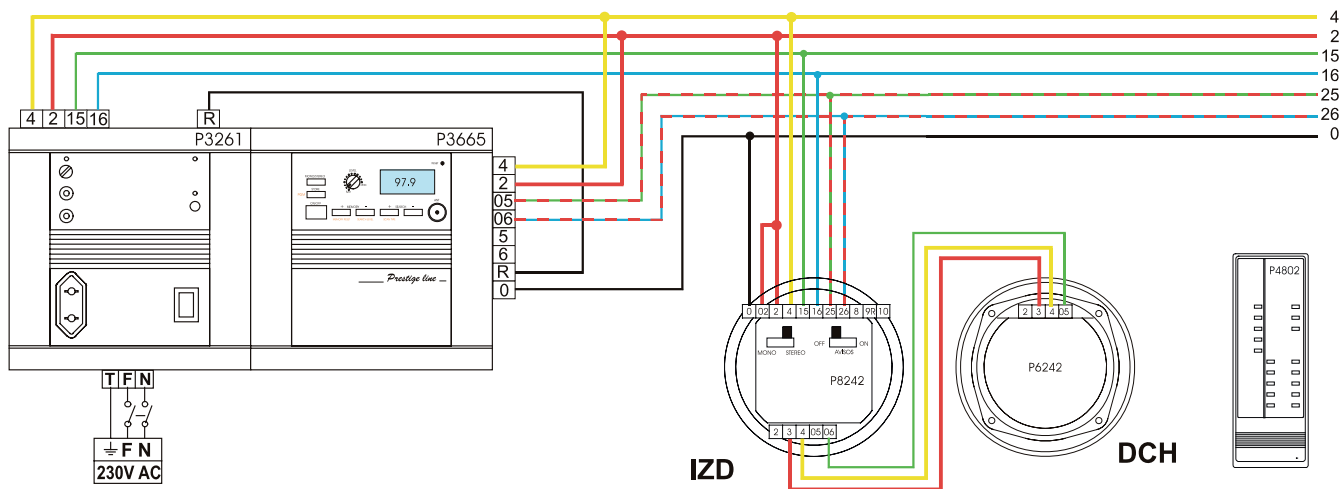 4
2
15
16
25
26
0
4 2 15 16
R
P3261
P3665
97.9
4
2
05
06
5
6
R
0
Prestige line
T F N
F N
230V AC
0 02 2 4 15 16 25 26 8 9R 10
MONO STEREO
OFF ON
AVISOS
P8242
2 3 4 05 06
IZD
2 3 4 05
P6242
DCH
P4802